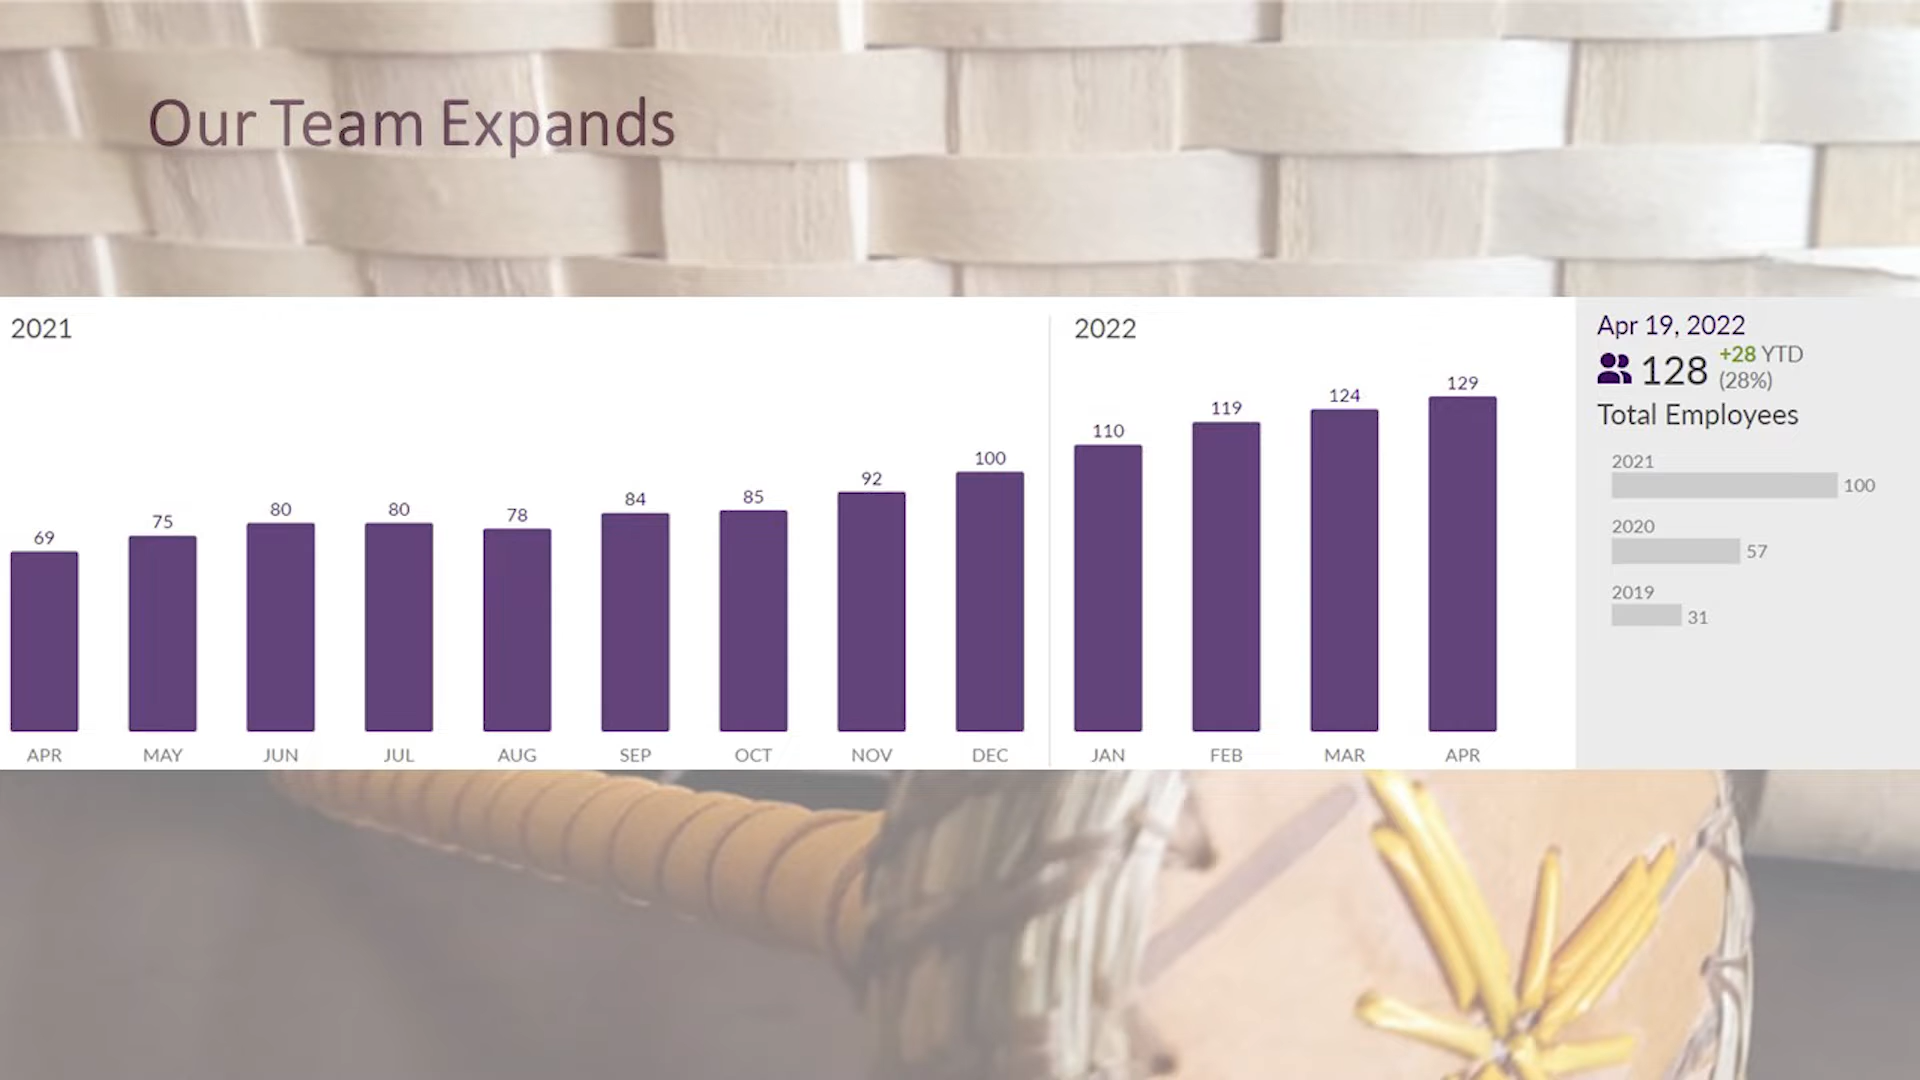 Our Team Expands
2021
69
75
80
80
78
84
85
92
100
APR
MAY
JUN
JUL
AUG
SEP
OCT
NOV
DEC
2022
110
119
124
129
JAN
FEB
MAR
APR
Apr 19, 2022
128 +28 YTD
(28%)
Total Employees
2021
100
2020
57
2019
31